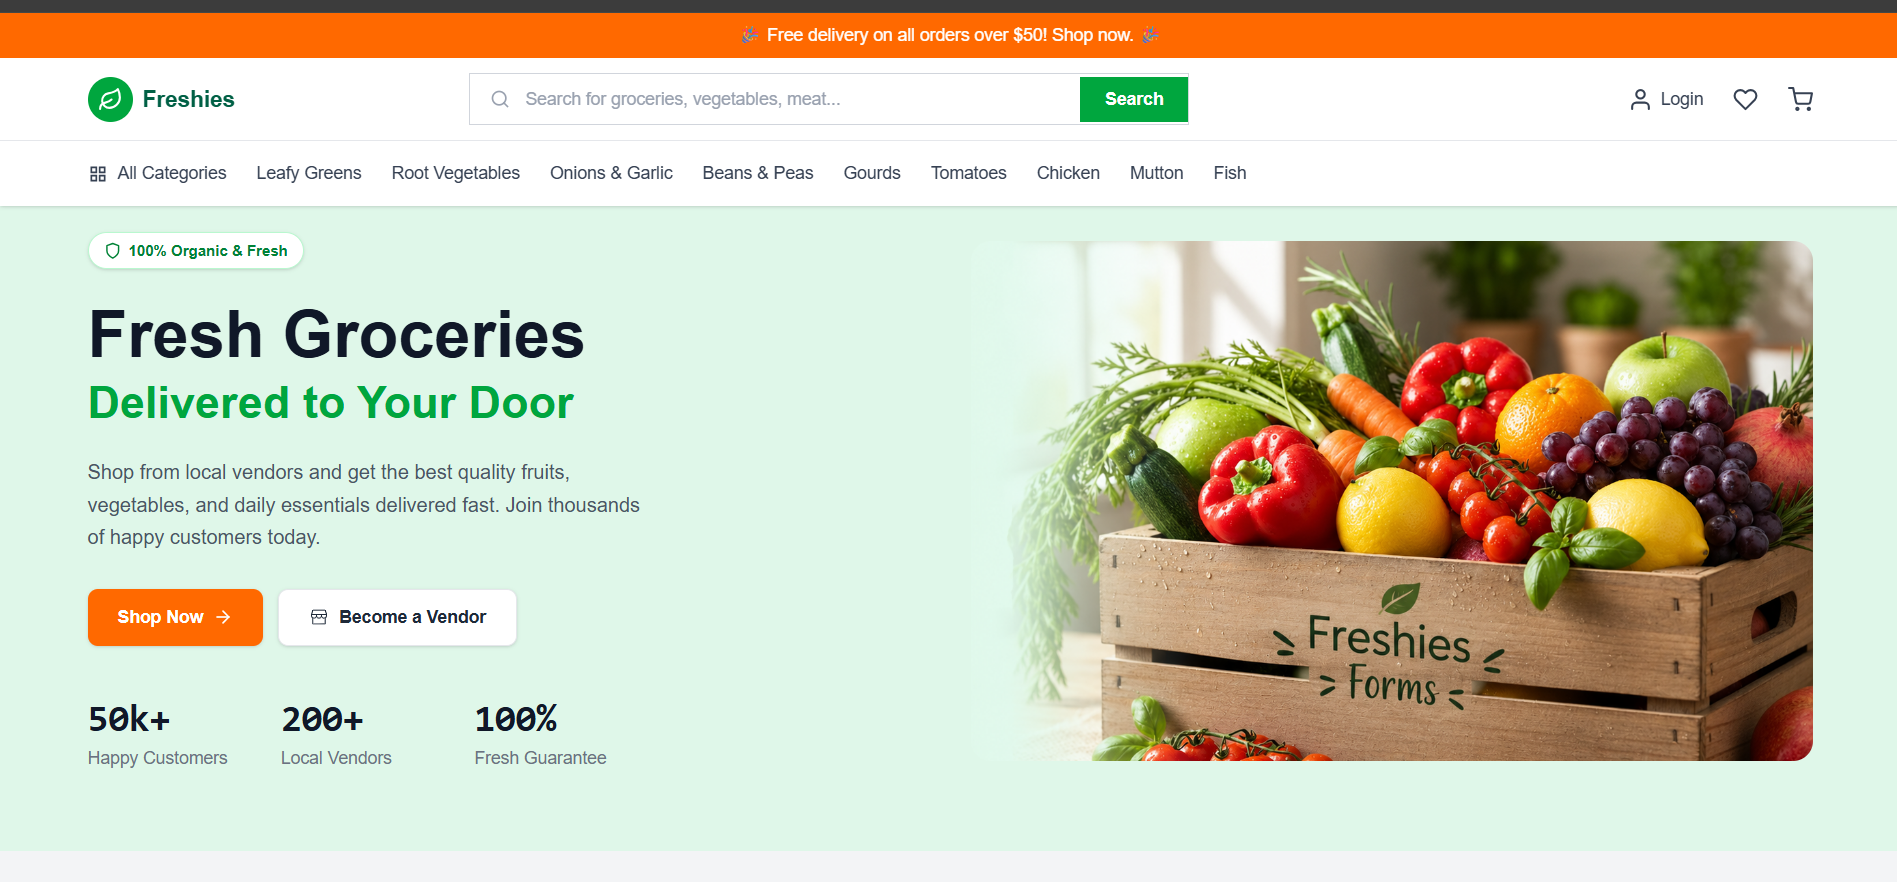 🎉 Free delivery on all orders over $50! Shop now. 🎉
Freshies
Search for groceries, vegetables, meat...
Search
Login
All Categories
Leafy Greens
Root Vegetables
Onions & Garlic
Beans & Peas
Gourds
Tomatoes
Chicken
Mutton
Fish
100% Organic & Fresh
Fresh Groceries
Delivered to Your Door
Shop from local vendors and get the best quality fruits,
vegetables, and daily essentials delivered fast. Join thousands
of happy customers today.
Shop Now
Become a Vendor
50k+
Happy Customers
200+
Local Vendors
100%
Fresh Guarantee
Freshies
Forms